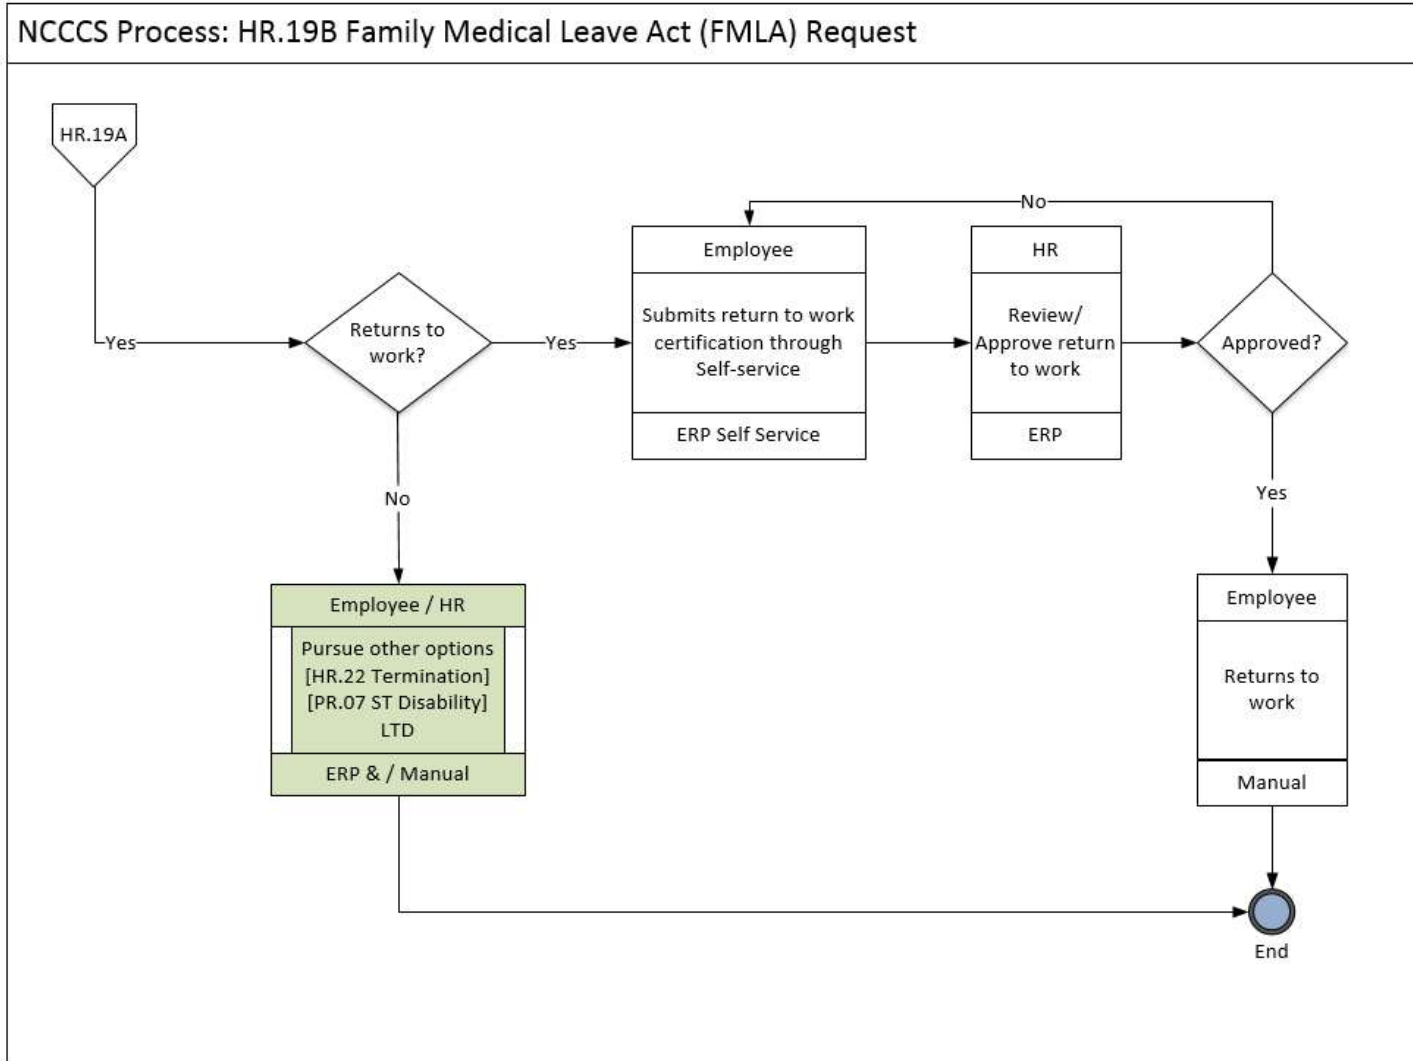 NCCCS Process: HR.19B Family Medical Leave Act (FMLA) Request
HR.19A
Yes
Returns to
work?
Yes
No
Employee
Submits return to work
certification through
Self-service
ERP Self Service
HR
Review/
Approve return
to work
ERP
No
Approved?
Yes
Employee / HR
Pursue other options
[HR.22 Termination]
[PR.07 ST Disability]
LTD
ERP & / Manual
Employee
Returns to
work
Manual
End